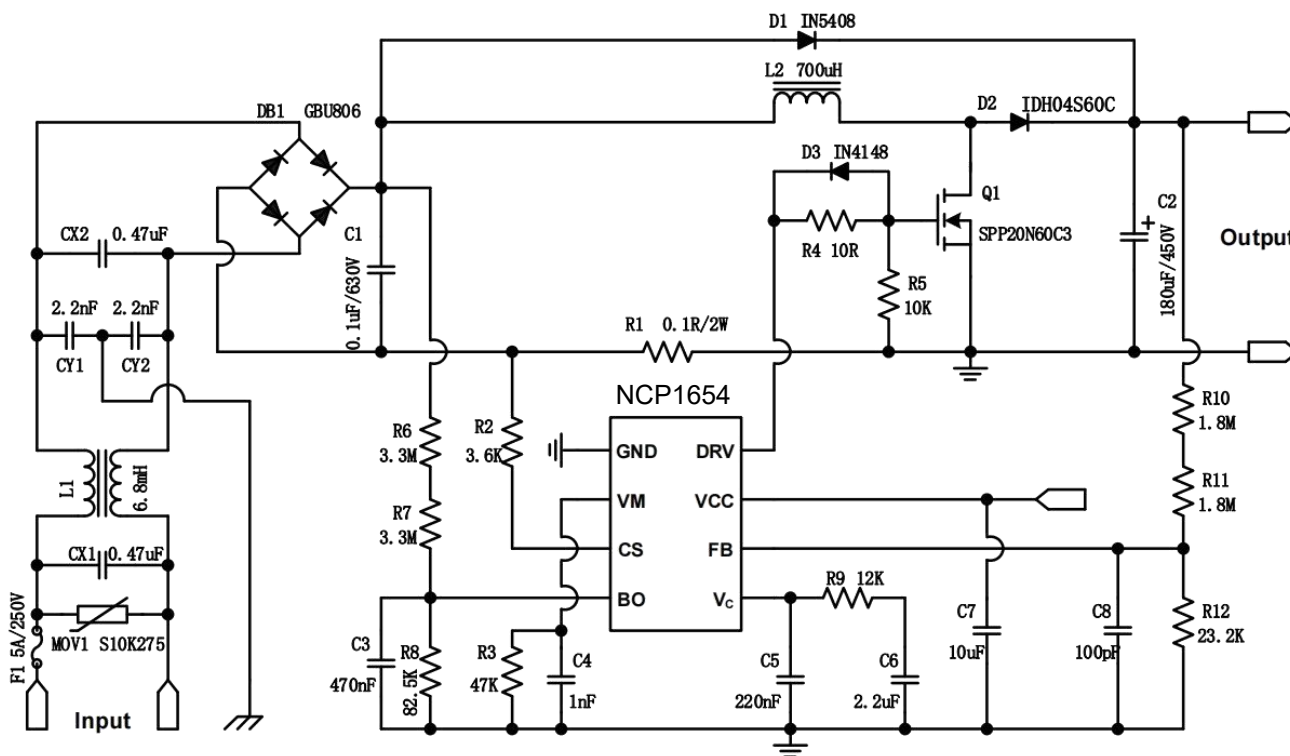 D1 IN5408
L2 700uH
DB1 GBU806
D2 IDH04S60C
D3 IN4148
Q1
C2
CX2 0.47uF
C1
R4 10R
SPP20N60C3
180uF/450V
Output
R5
10K
2.2nF 2.2nF
0.1uF/630V
R1 0.1R/2W
CY1 CY2
NCP1654
R10
1.8M
R6
3.3M
R2
3.6K
GND DRV
L1
6.8mH
VM VCC
R11
1.8M
R7
3.3M
CS FB
CX1 0.47uF
R9 12K
BO Vc
F1 5A/250V
MOV1 S10K275
C3
470nF
R8
82.5K
R3
47K
C4
1nF
C5
220nF
C6
2.2uF
C7
10uF
C8
100pF
R12
23.2K
Input
+